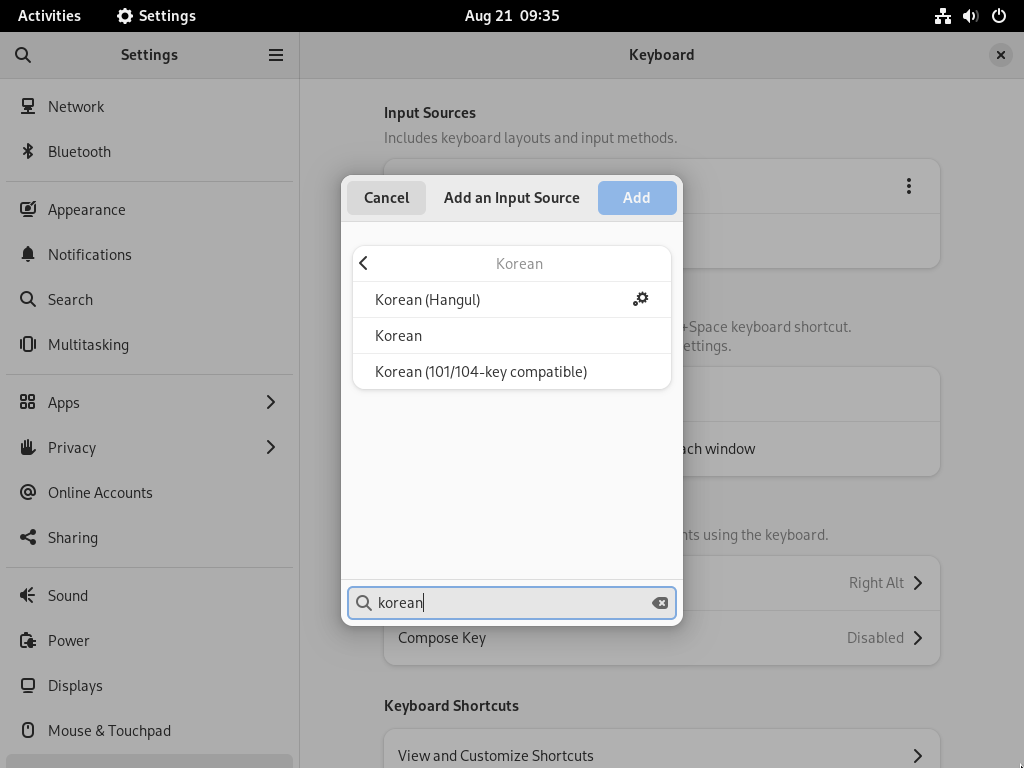 Activities
Settings
Aug 21 09:35
Settings
Keyboard
Network
Bluetooth
Appearance
Notifications
Search
Multitasking
Apps
Privacy
Online Accounts
Sharing
Sound
Power
Displays
Mouse & Touchpad
Input Sources
Includes keyboard layouts and input methods.
+Space keyboard shortcut.
ettings.
ach window
nts using the keyboard.
Right Alt
Compose Key
Disabled
Keyboard Shortcuts
View and Customize Shortcuts
Cancel
Add an Input Source
Add
Korean
Korean (Hangul)
Korean
Korean (101/104-key compatible)
korean